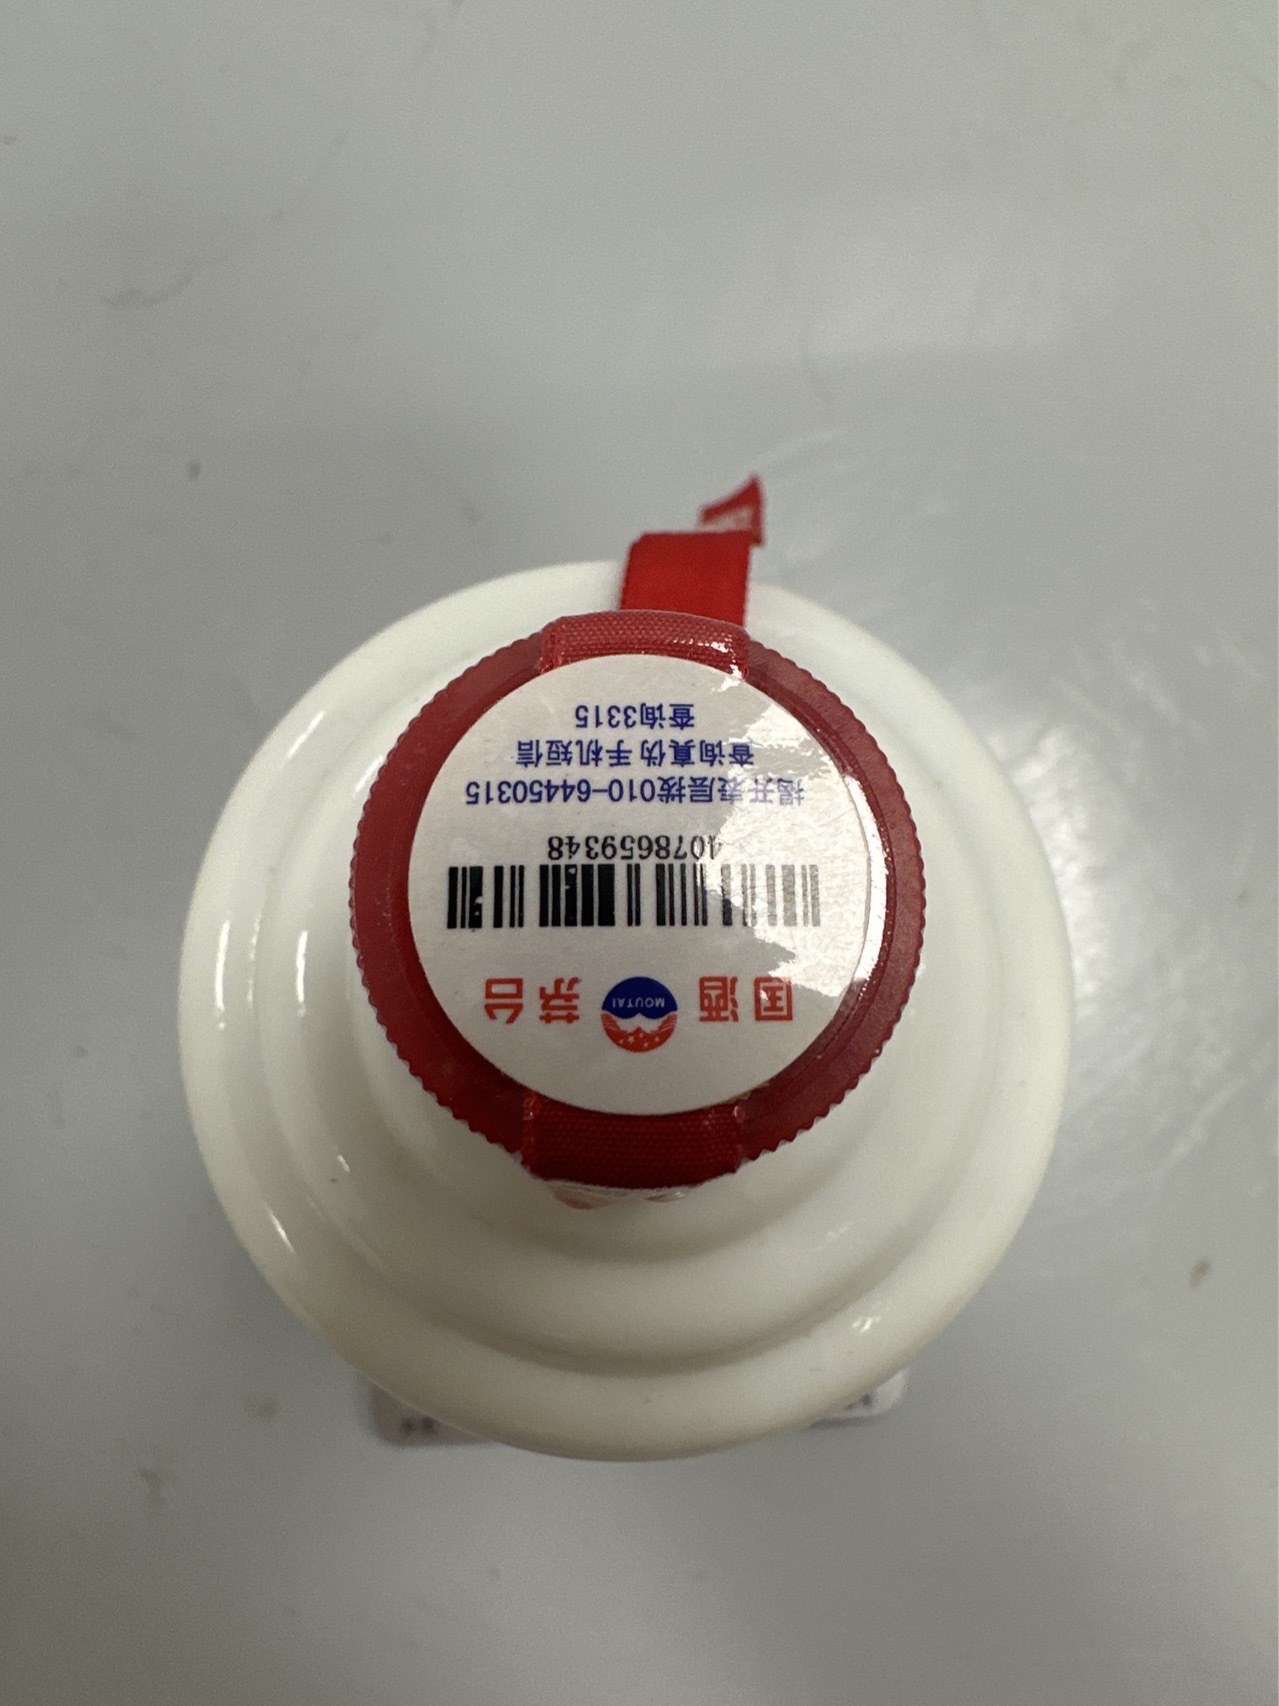 国酒 MOUTAI 茅台
4078659348
揭开表层拨010-64450315
查询真伪 手机短信
查询3315